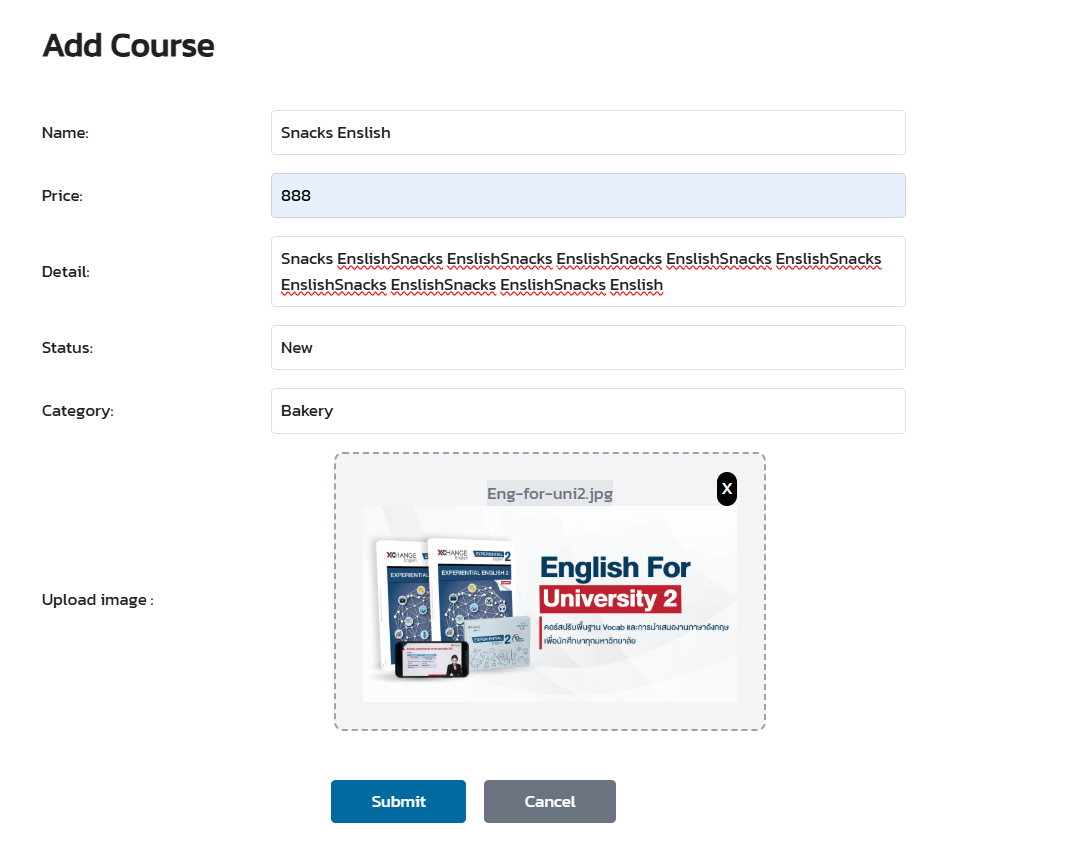 Add Course
Name:
Snacks Enslish
Price:
888
Detail:
Snacks EnslishSnacks EnslishSnacks EnslishSnacks EnslishSnacks EnslishSnacks
EnslishSnacks EnslishSnacks EnslishSnacks Enslish
Status:
New
Category:
Bakery
Upload image :
Eng-for-uni2.jpg
X
XCHANGE
English
EXPERIENTIAL 2
EXPERIENTIAL ENGLISH 2
English For
University 2
คอร์สปรับพื้นฐาน Vocab และการนำเสนองานภาษาอังกฤษ
เพื่อนักศึกษาทุกมหาวิทยาลัย
Submit
Cancel